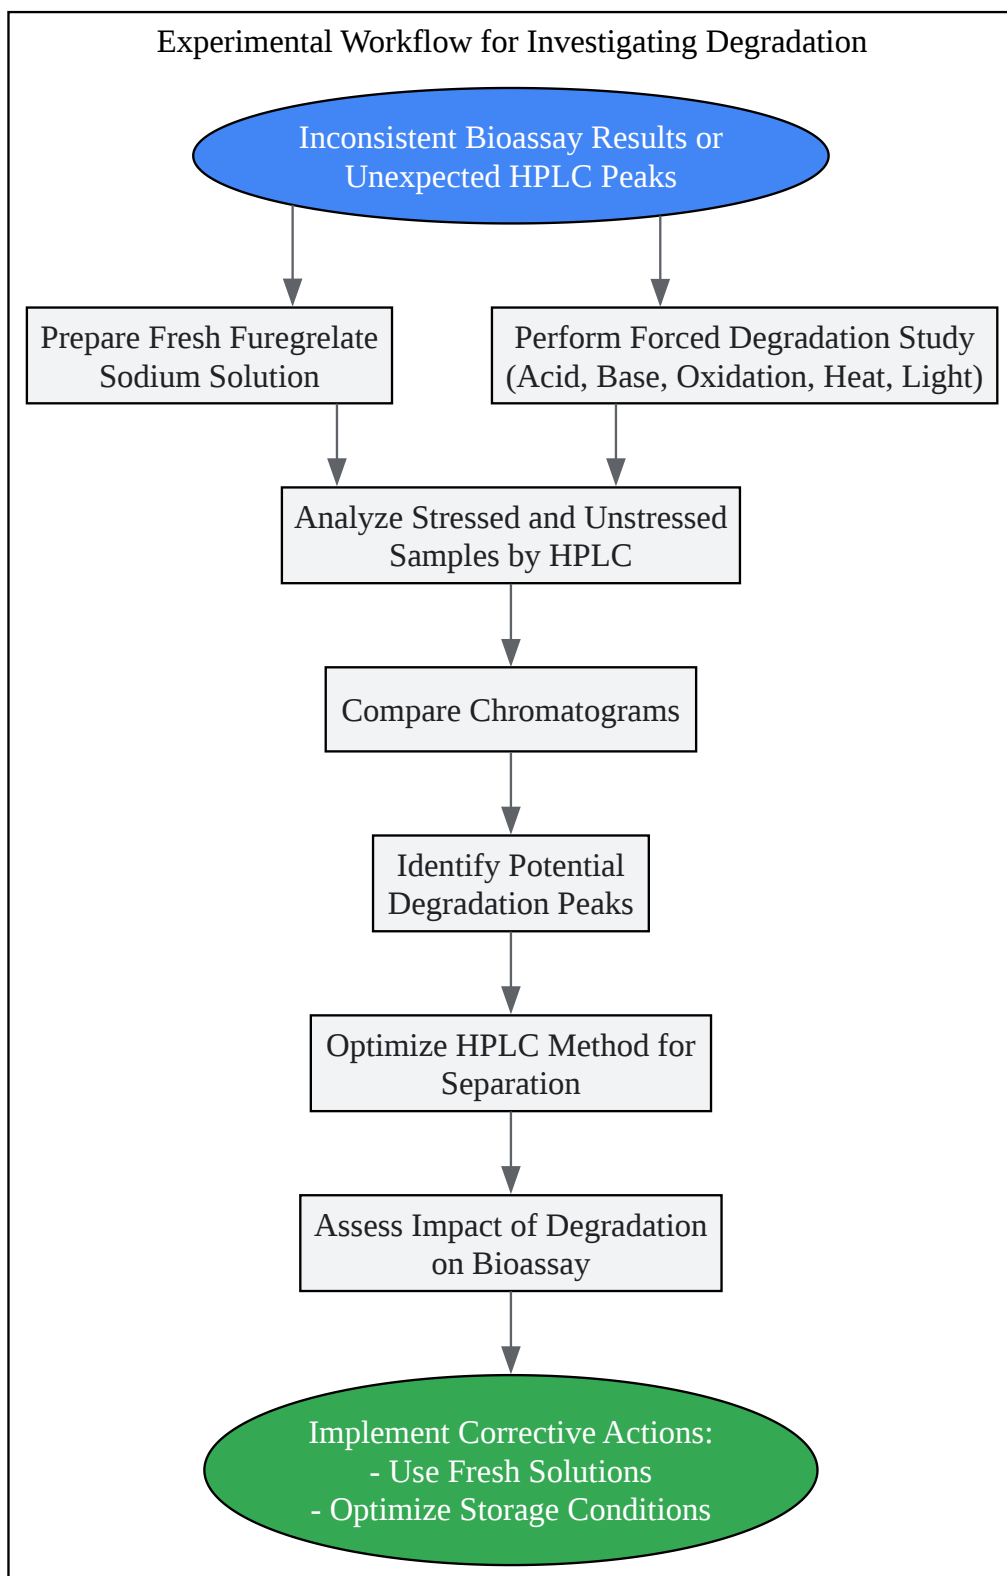 Experimental Workflow for Investigating Degradation
Inconsistent Bioassay Results or
Unexpected HPLC Peaks
Prepare Fresh Furegrelate
Sodium Solution
Perform Forced Degradation Study
(Acid, Base, Oxidation, Heat, Light)
Analyze Stressed and Unstressed
Samples by HPLC
Compare Chromatograms
Identify Potential
Degradation Peaks
Optimize HPLC Method for
Separation
Assess Impact of Degradation
on Bioassay
Implement Corrective Actions:
- Use Fresh Solutions
- Optimize Storage Conditions